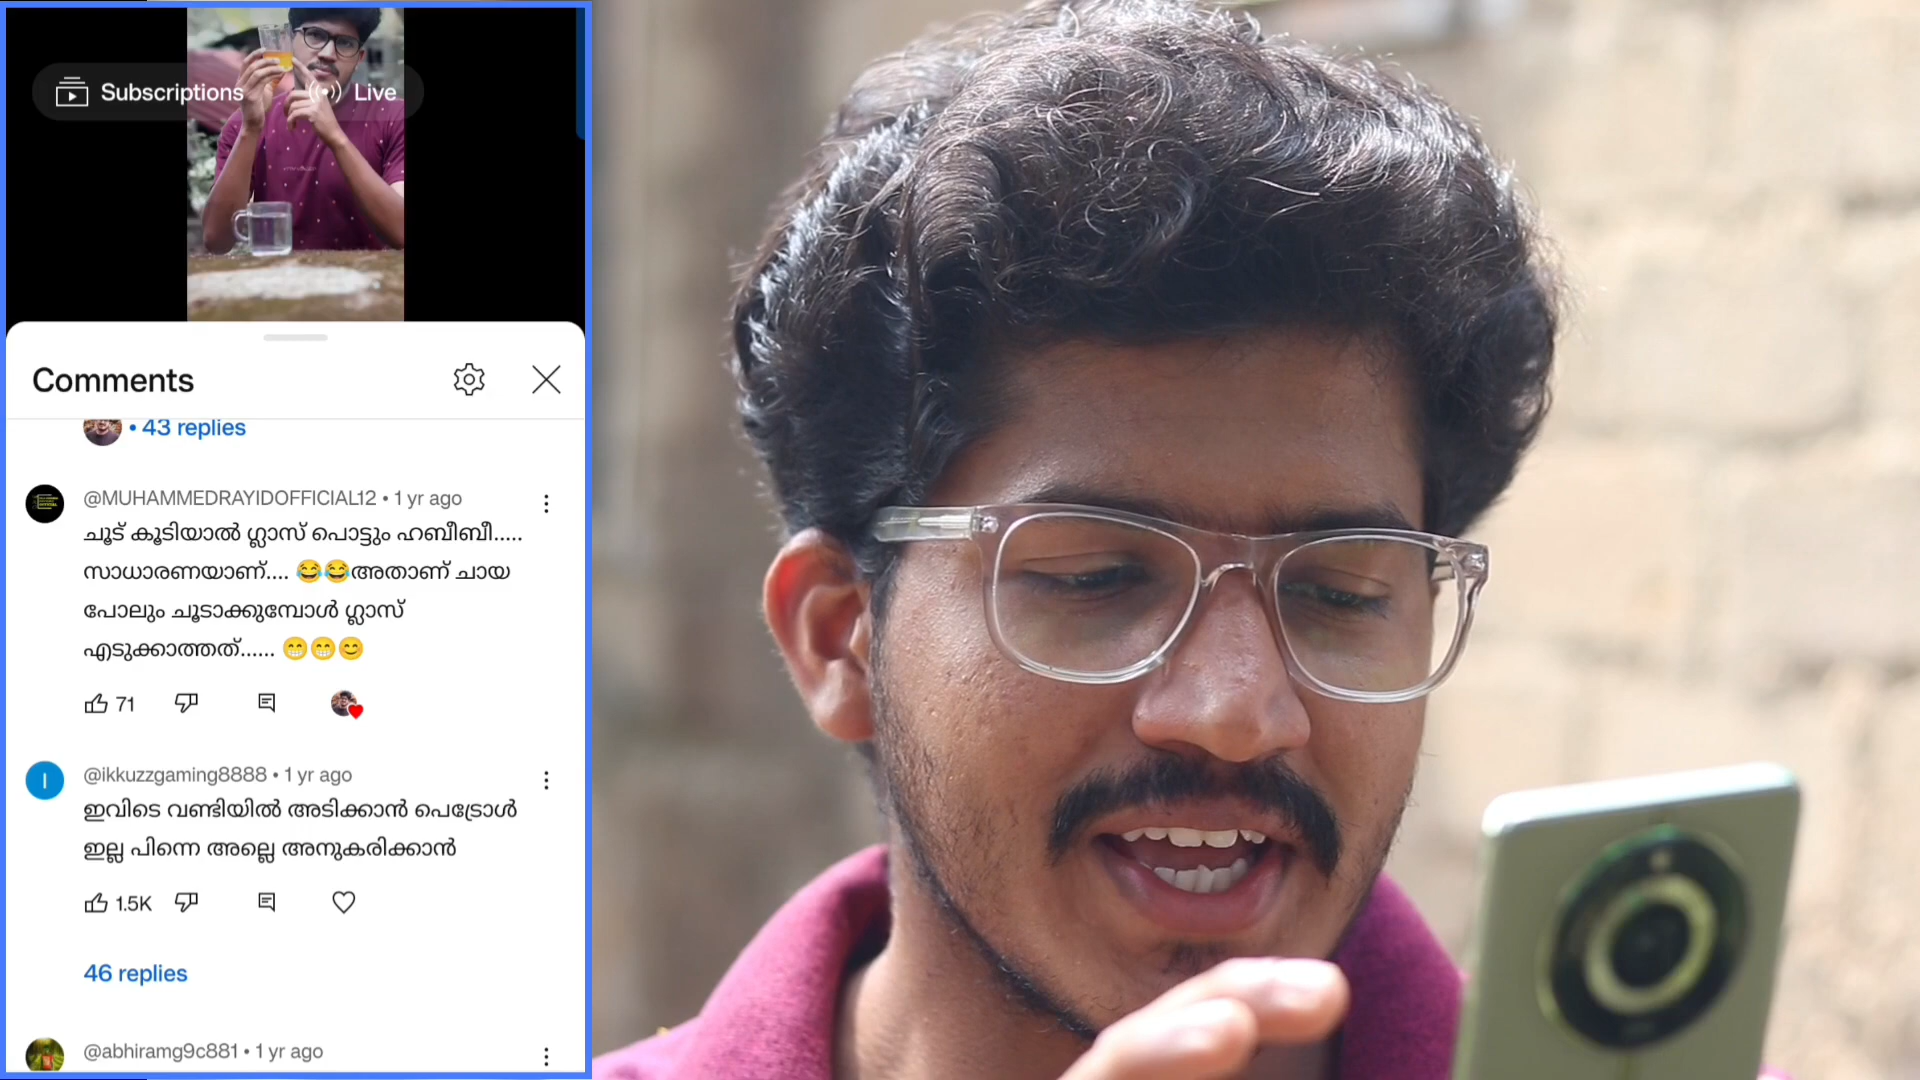 Subscriptions
Live
Comments
• 43 replies
@MUHAMMEDRAYIDOFFICIAL12 • 1 yr ago
ചൂട് കൂടിയാൽ ഗ്ലാസ് പൊട്ടും ഹബീബീ.....
സാധാരണയാണ്.... 😂😂അതാണ് ചായ
പോലും ചൂടാക്കുമ്പോൾ ഗ്ലാസ്
എടുക്കാത്തത്...... 😁😁😊
71
@ikkuzzgaming8888 • 1 yr ago
I
ഇവിടെ വണ്ടിയിൽ അടിക്കാൻ പെട്രോൾ
ഇല്ല പിന്നെ അല്ലെ അനുകരിക്കാൻ
1.5K
46 replies
@abhiramg9c881 • 1 yr ago